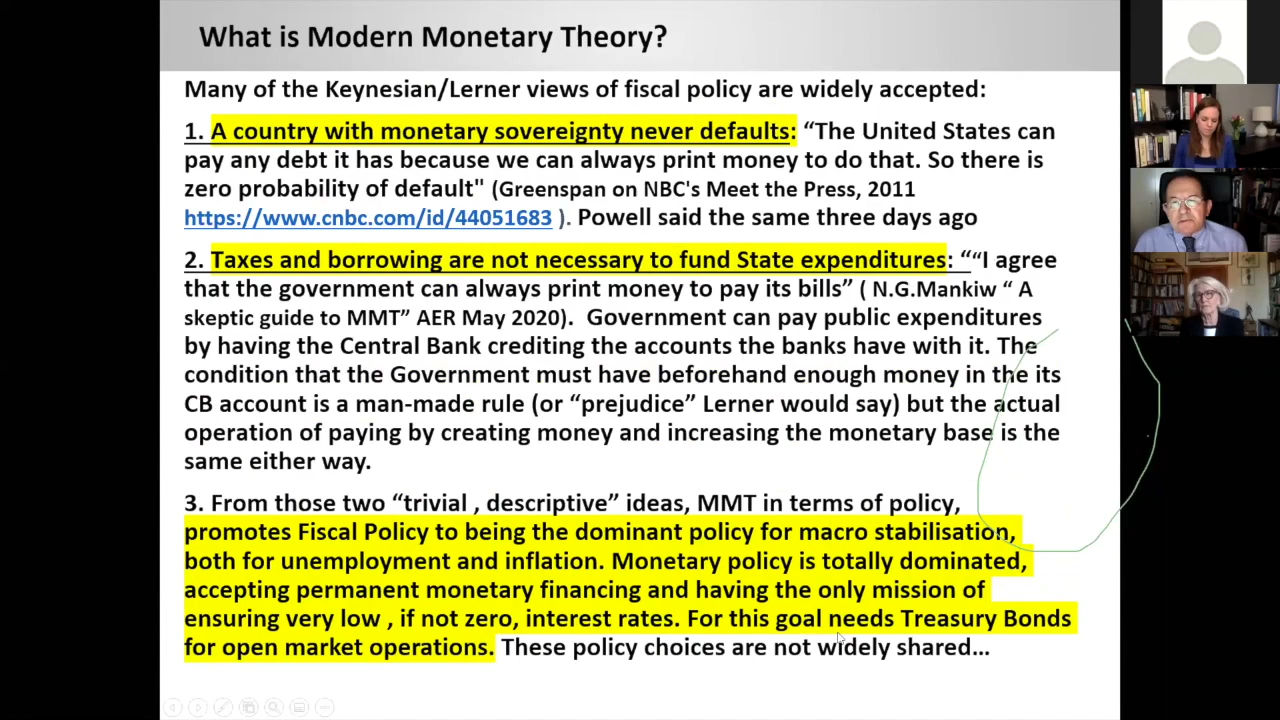 What is Modern Monetary Theory?
Many of the Keynesian/Lerner views of fiscal policy are widely accepted:
1. A country with monetary sovereignty never defaults: “The United States can
pay any debt it has because we can always print money to do that. So there is
zero probability of default" (Greenspan on NBC's Meet the Press, 2011
https://www.cnbc.com/id/44051683 ). Powell said the same three days ago
2. Taxes and borrowing are not necessary to fund State expenditures: ““I agree
that the government can always print money to pay its bills” ( N.G.Mankiw “ A
skeptic guide to MMT” AER May 2020). Government can pay public expenditures
by having the Central Bank crediting the accounts the banks have with it. The
condition that the Government must have beforehand enough money in the its
CB account is a man-made rule (or “prejudice” Lerner would say) but the actual
operation of paying by creating money and increasing the monetary base is the
same either way.
3. From those two “trivial , descriptive” ideas, MMT in terms of policy,
promotes Fiscal Policy to being the dominant policy for macro stabilisation,
both for unemployment and inflation. Monetary policy is totally dominated,
accepting permanent monetary financing and having the only mission of
ensuring very low , if not zero, interest rates. For this goal needs Treasury Bonds
for open market operations. These policy choices are not widely shared…